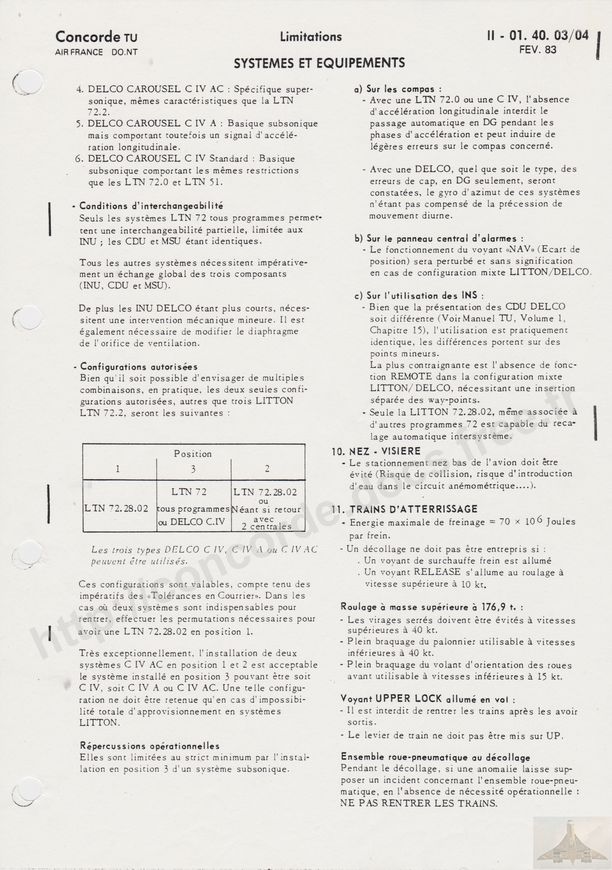 Concorde TU
AIR FRANCE DO.NT
Limitations
II - 01. 40. 03/04
FEV. 83
SYSTEMES ET EQUIPEMENTS
4. DELCO CAROUSEL C IV AC : Spécifique super-
sonique, mêmes caractéristiques que la LTN
72.2.
5. DELCO CAROUSEL C IV A : Basique subsonique
mais comportant toutefois un signal d'accélé-
ration longitudinale.
6. DELCO CAROUSEL C IV Standard : Basique
subsonique comportant les mêmes restrictions
que les LTN 72.0 et LTN 51.
- Conditions d'interchangeabilité
Seuls les systèmes LTN 72 tous programmes permet-
tent une interchangeabilité partielle, limitée aux
INU ; les CDU et MSU étant identiques.
Tous les autres systèmes nécessitent impérative-
ment un échange global des trois composants
(INU, CDU et MSU).
De plus les INU DELCO étant plus courts, néces-
sitent une intervention mécanique mineure. Il est
également nécessaire de modifier le diaphragme
de l'orifice de ventilation.
- Configurations autorisées
Bien qu'il soit possible d'envisager de multiples
combinaisons, en pratique, les deux seules confi-
gurations autorisées, autres que trois LITTON
LTN 72.2, seront les suivantes :
Position
1 3 2
LTN 72.28.02
LTN 72
tous programmes
ou DELCO C.IV
LTN 72.28.02
ou
Néant si retour
avec
2 centrales
Les trois types DELCO C IV, C IV A ou C IV AC
peuvent être utilisés.
Ces configurations sont valables, compte tenu des
impératifs des «Tolérances en Courrier». Dans les
cas où deux systèmes sont indispensables pour
rentrer, effectuer les permutations nécessaires pour
avoir une LTN 72.28.02 en position 1.
Très exceptionnellement, l'installation de deux
systèmes C IV AC en position 1 et 2 est acceptable
le système installé en position 3 pouvant être soit
C IV, soit C IV A ou C IV AC. Une telle configu-
ration ne doit être retenue qu'en cas d'impossibi-
lité totale d'approvisionnement en systèmes
LITTON.
Répercussions opérationnelles
Elles sont limitées au strict minimum par l'instal-
lation en position 3 d'un système subsonique.
a) Sur les compas :
- Avec une LTN 72.0 ou une C IV, l'absence
d'accélération longitudinale interdit le
passage automatique en DG pendant les
phases d'accélération et peut induire de
légères erreurs sur le compas concerné.
- Avec une DELCO, quel que soit le type, des
erreurs de cap, en DG seulement, seront
constatées, le gyro d'azimut de ces systèmes
n'étant pas compensé de la précession de
mouvement diurne.
b) Sur le panneau central d'alarmes :
- Le fonctionnement du voyant «NAV» (Ecart de
position) sera perturbé et sans signification
en cas de configuration mixte LITTON/DELCO.
c) Sur l'utilisation des INS :
- Bien que la présentation des CDU DELCO
soit différente (Voir Manuel TU, Volume 1,
Chapitre 15), l'utilisation est pratiquement
identique, les différences portent sur des
points mineurs.
La plus contraignante est l'absence de fonc-
tion REMOTE dans la configuration mixte
LITTON/DELCO, nécessitant une insertion
séparée des way-points.
- Seule la LITTON 72.28.02, même associée à
d'autres programmes 72 est capable du reca-
lage automatique intersystème.
10. NEZ - VISIERE
- Le stationnement nez bas de l'avion doit être
évité (Risque de collision, risque d'introduction
d'eau dans le circuit anémométrique....).
11. TRAINS D'ATTERRISSAGE
- Energie maximale de freinage = 70 × 10⁶ Joules
par frein.
- Un décollage ne doit pas être entrepris si :
. Un voyant de surchauffe frein est allumé
. Un voyant RELEASE s'allume au roulage à
vitesse supérieure à 10 kt.
Roulage à masse supérieure à 176,9 t. :
- Les virages serrés doivent être évités à vitesses
supérieures à 40 kt.
- Plein braquage du palonnier utilisable à vitesses
inférieures à 40 kt.
- Plein braquage du volant d'orientation des roues
avant utilisable à vitesses inférieures à 15 kt.
Voyant UPPER LOCK allumé en vol :
- Il est interdit de rentrer les trains après les avoir
sortis.
- Le levier de train ne doit pas être mis sur UP.
Ensemble roue-pneumatique au décollage
Pendant le décollage, si une anomalie laisse sup-
poser un incident concernant l'ensemble roue-pneu-
matique, en l'absence de nécessité opérationnelle :
NE PAS RENTRER LES TRAINS.